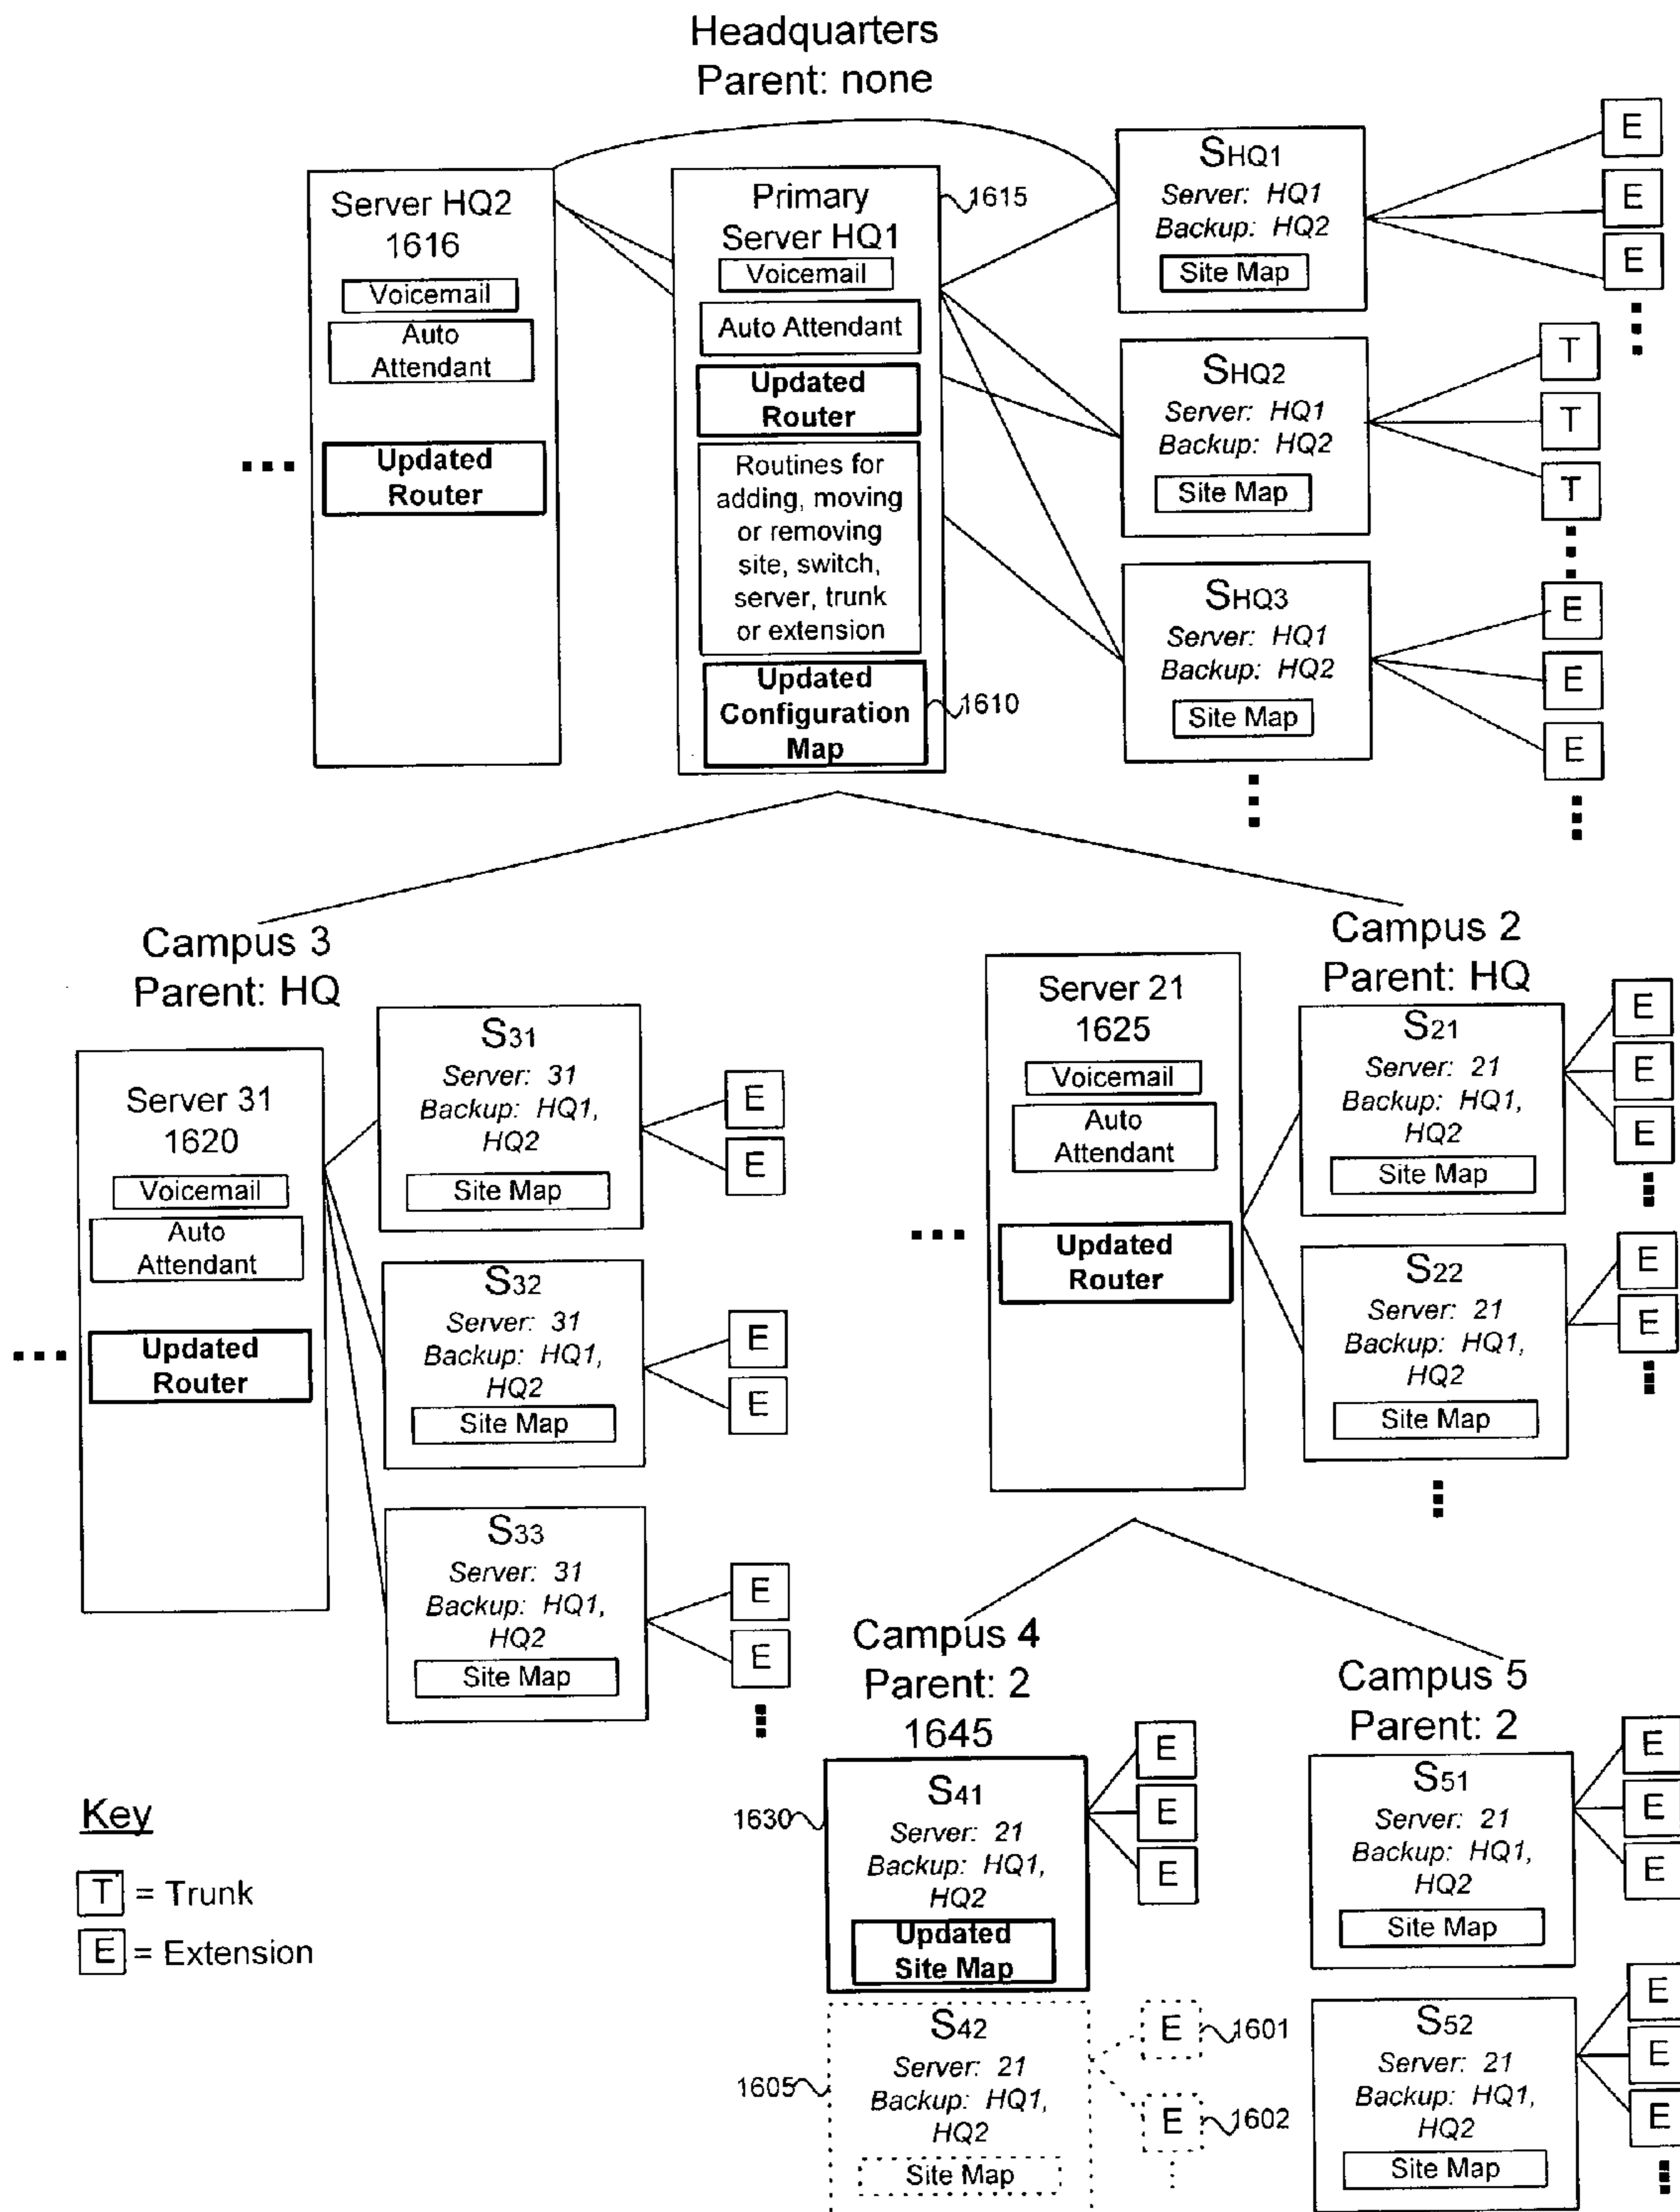 Headquarters
Parent: none
Server HQ2
1616
Voicemail
Auto
Attendant
Updated
Router
Primary
Server HQ1
1615
Voicemail
Auto Attendant
Updated
Router
Routines for
adding, moving
or removing
site, switch,
server, trunk
or extension
Updated
Configuration
Map
1610
SHQ1
Server: HQ1
Backup: HQ2
Site Map
E
E
E
SHQ2
Server: HQ1
Backup: HQ2
Site Map
T
T
T
SHQ3
Server: HQ1
Backup: HQ2
Site Map
E
E
E
Campus 3
Parent: HQ
Server 31
1620
Voicemail
Auto
Attendant
Updated
Router
S31
Server: 31
Backup: HQ1,
HQ2
Site Map
E
E
S32
Server: 31
Backup: HQ1,
HQ2
Site Map
E
E
S33
Server: 31
Backup: HQ1,
HQ2
Site Map
E
E
Campus 2
Parent: HQ
Server 21
1625
Voicemail
Auto
Attendant
Updated
Router
S21
Server: 21
Backup: HQ1,
HQ2
Site Map
E
E
E
S22
Server: 21
Backup: HQ1,
HQ2
Site Map
E
E
Campus 4
Parent: 2
1645
1630
S41
Server: 21
Backup: HQ1,
HQ2
Updated
Site Map
E
E
E
1605
S42
Server: 21
Backup: HQ1,
HQ2
Site Map
E
1601
E
1602
Campus 5
Parent: 2
S51
Server: 21
Backup: HQ1,
HQ2
Site Map
E
E
E
S52
Server: 21
Backup: HQ1,
HQ2
Site Map
E
E
E
Key
T = Trunk
E = Extension